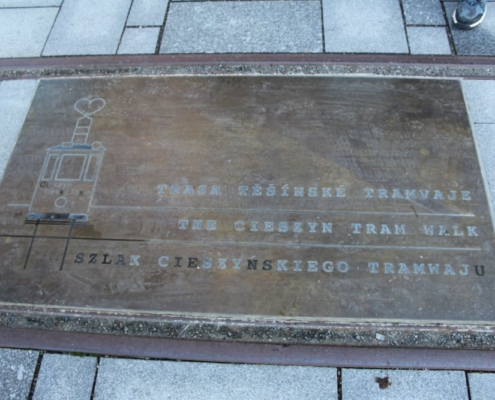 TRASA TĚŠÍNSKÉ TRAMVAJE
THE CIESZYN TRAM WALK
SZLAK CIESZYŃSKIEGO TRAMWAJU